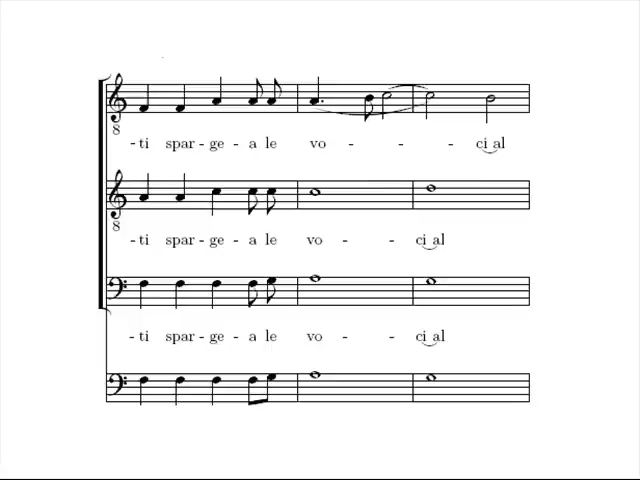 8
- ti spar - ge - a le vo - - - ci al
8
- ti spar - ge - a le vo - - ci al
- ti spar - ge - a le vo - - ci al